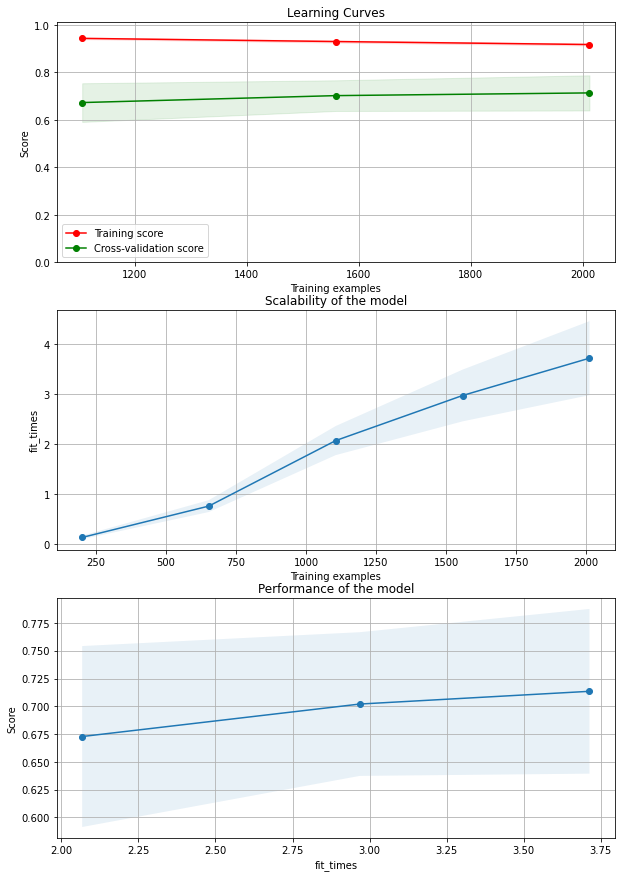 Learning Curves
1.0
0.8
0.6
0.4
0.2
0.0
Score
Training score
Cross-validation score
1200 1400 1600 1800 2000
Training examples
Scalability of the model
4
3
2
1
0
fit_times
250 500 750 1000 1250 1500 1750 2000
Training examples
Performance of the model
0.775
0.750
0.725
0.700
0.675
0.650
0.625
0.600
Score
2.00 2.25 2.50 2.75 3.00 3.25 3.50 3.75
fit_times